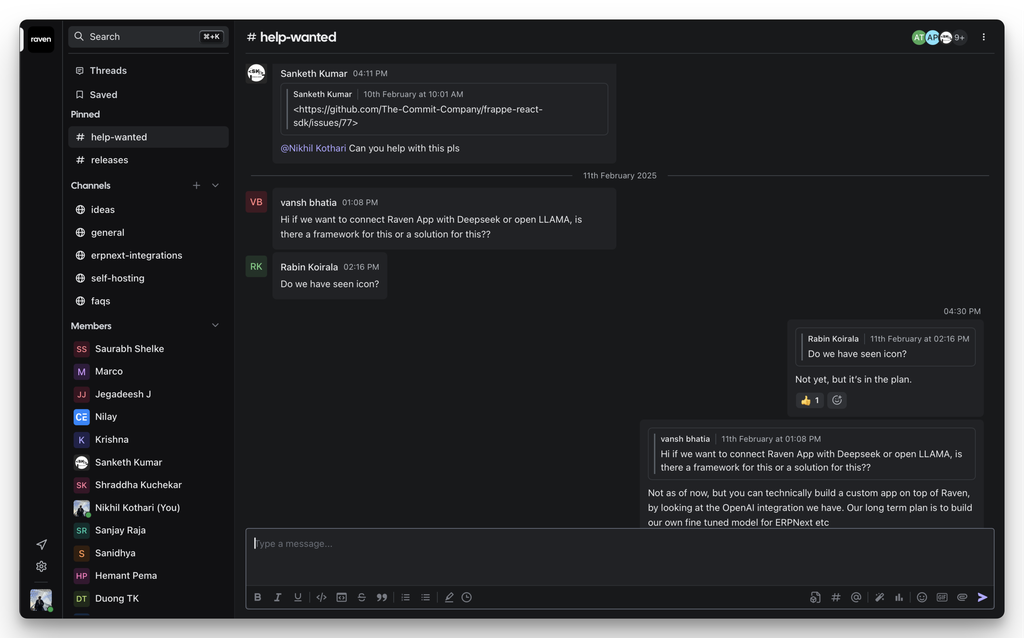 raven
Search
⌘+K
Threads
Saved
Pinned
# help-wanted
# releases
Channels
ideas
general
erpnext-integrations
self-hosting
faqs
Members
SS Saurabh Shelke
M Marco
JJ Jegadeesh J
CE Nilay
K Krishna
Sanketh Kumar
SK Shraddha Kuchekar
Nikhil Kothari (You)
SR Sanjay Raja
S Sanidhya
HP Hemant Pema
DT Duong TK
# help-wanted
AT AP 9+
Sanketh Kumar 04:11 PM
Sanketh Kumar 10th February at 10:01 AM
<https://github.com/The-Commit-Company/frappe-react-
sdk/issues/77>
@Nikhil Kothari Can you help with this pls
11th February 2025
VB
vansh bhatia 01:08 PM
Hi if we want to connect Raven App with Deepseek or open LLAMA, is
there a framework for this or a solution for this??
RK
Rabin Koirala 02:16 PM
Do we have seen icon?
04:30 PM
Rabin Koirala 11th February at 02:16 PM
Do we have seen icon?
Not yet, but it's in the plan.
👍 1
vansh bhatia 11th February at 01:08 PM
Hi if we want to connect Raven App with Deepseek or open LLAMA, is
there a framework for this or a solution for this??
Not as of now, but you can technically build a custom app on top of Raven,
by looking at the OpenAI integration we have. Our long term plan is to build
our own fine tuned model for ERPNext etc
Type a message...
B I U S
GIF